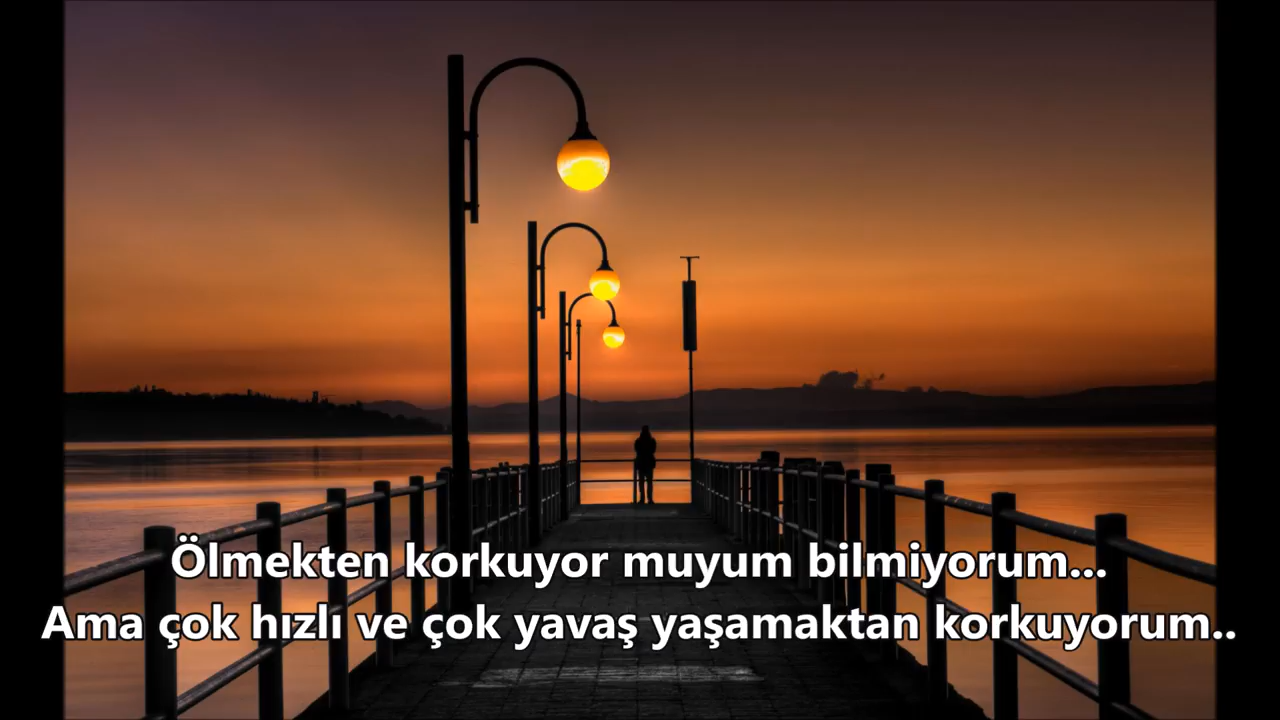 Ölmekten korkuyor muyum bilmiyorum...
Ama çok hızlı ve çok yavaş yaşamaktan korkuyorum..